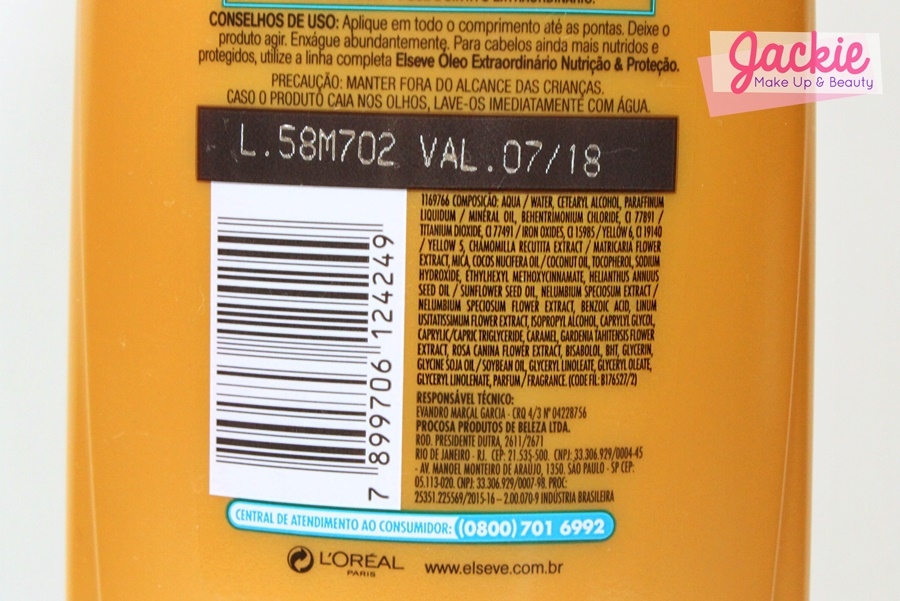 CONSELHOS DE USO: Aplique em todo o comprimento até as pontas. Deixe o
produto agir. Enxágue abundantemente. Para cabelos ainda mais nutridos e
protegidos, utilize a linha completa Elseve Óleo Extraordinário Nutrição & Proteção.
PRECAUÇÃO: MANTER FORA DO ALCANCE DAS CRIANÇAS.
CASO O PRODUTO CAIA NOS OLHOS, LAVE-OS IMEDIATAMENTE COM ÁGUA.
Jackie
Make Up & Beauty
L.58M702 VAL.07/18
1169766 COMPOSIÇÃO: AQUA / WATER, CETEARYL ALCOHOL, PARAFFINUM
LIQUIDUM / MINERAL OIL, BEHENTRIMONIUM CHLORIDE, CI 77891 /
TITANIUM DIOXIDE, CI 77491 / IRON OXIDES, CI 15985 / YELLOW 6, CI 19140
/ YELLOW 5, CHAMOMILLA RECUTITA EXTRACT / MATRICARIA FLOWER
EXTRACT, MICA, COCOS NUCIFERA OIL / COCONUT OIL, TOCOPHEROL, SODIUM
HYDROXIDE, ETHYLHEXYL METHOXYCINNAMATE, HELIANTHUS ANNUUS
SEED OIL / SUNFLOWER SEED OIL, NELUMBIUM SPECIOSUM EXTRACT /
NELUMBIUM SPECIOSUM FLOWER EXTRACT, BENZOIC ACID, LINUM
USITATISSIMUM FLOWER EXTRACT, ISOPROPYL ALCOHOL, CAPRYLYL GLYCOL,
CAPRYLIC/CAPRIC TRIGLYCERIDE, CARAMEL, GARDENIA TAHITENSIS FLOWER
EXTRACT, ROSA CANINA FLOWER EXTRACT, BISABOLOL, BHT, GLYCERIN,
GLYCINE SOJA OIL / SOYBEAN OIL, GLYCERYL LINOLEATE, GLYCERYL OLEATE,
GLYCERYL LINOLENATE, PARFUM / FRAGRANCE. (CODE FIL: B176527/2)
RESPONSÁVEL TÉCNICO:
EVANDRO MARÇAL GARCIA - CRQ 4/3 Nº 04228756
PROCOSA PRODUTOS DE BELEZA LTDA.
ROD. PRESIDENTE DUTRA, 2611/2671
RIO DE JANEIRO - RJ. CEP: 21.535-500. CNPJ: 33.306.929/0004-45
- AV. MANOEL MONTEIRO DE ARAÚJO, 1350. SÃO PAULO - SP CEP:
05.113-020. CNPJ: 33.306.929/0007-98. PROC:
25351.225569/2015-16 – 2.00.070-9 INDÚSTRIA BRASILEIRA
7 899706 124249
CENTRAL DE ATENDIMENTO AO CONSUMIDOR: (0800) 701 6992
L'ORÉAL
PARIS
www.elseve.com.br